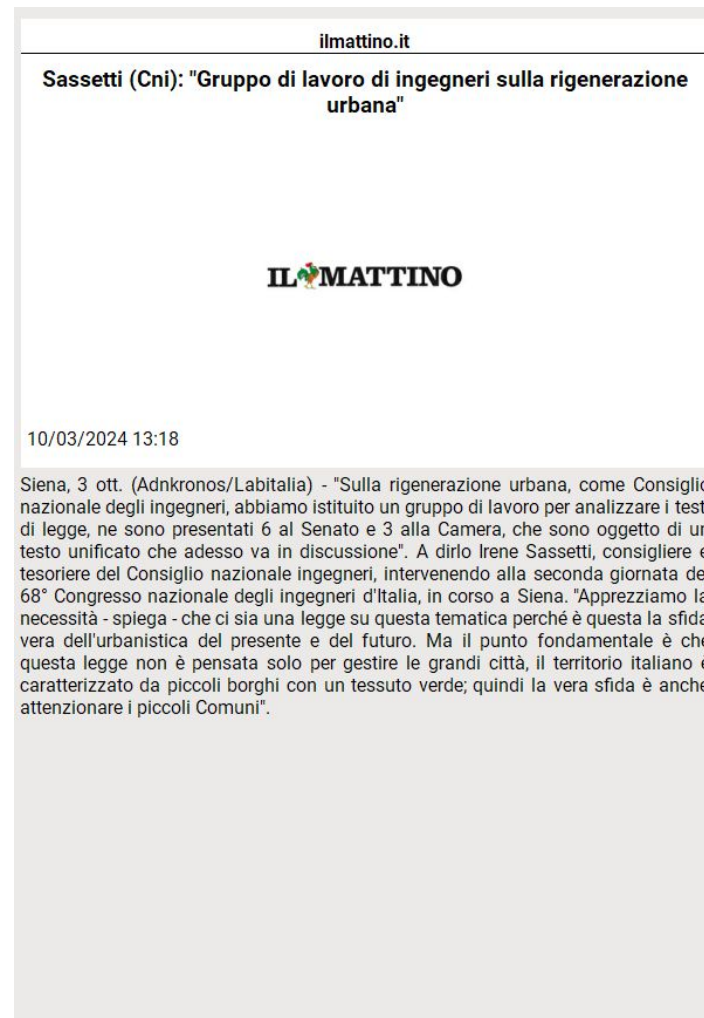 ilmattino.it
Sassetti (Cni): "Gruppo di lavoro di ingegneri sulla rigenerazione
urbana"
IL MATTINO
10/03/2024 13:18
Siena, 3 ott. (Adnkronos/Labitalia) - "Sulla rigenerazione urbana, come Consiglio
nazionale degli ingegneri, abbiamo istituito un gruppo di lavoro per analizzare i test
di legge, ne sono presentati 6 al Senato e 3 alla Camera, che sono oggetto di un
testo unificato che adesso va in discussione". A dirlo Irene Sassetti, consigliere e
tesoriere del Consiglio nazionale ingegneri, intervenendo alla seconda giornata de
68° Congresso nazionale degli ingegneri d'Italia, in corso a Siena. "Apprezziamo la
necessità - spiega - che ci sia una legge su questa tematica perché è questa la sfida
vera dell'urbanistica del presente e del futuro. Ma il punto fondamentale è che
questa legge non è pensata solo per gestire le grandi città, il territorio italiano è
caratterizzato da piccoli borghi con un tessuto verde; quindi la vera sfida è anche
attenzionare i piccoli Comuni".